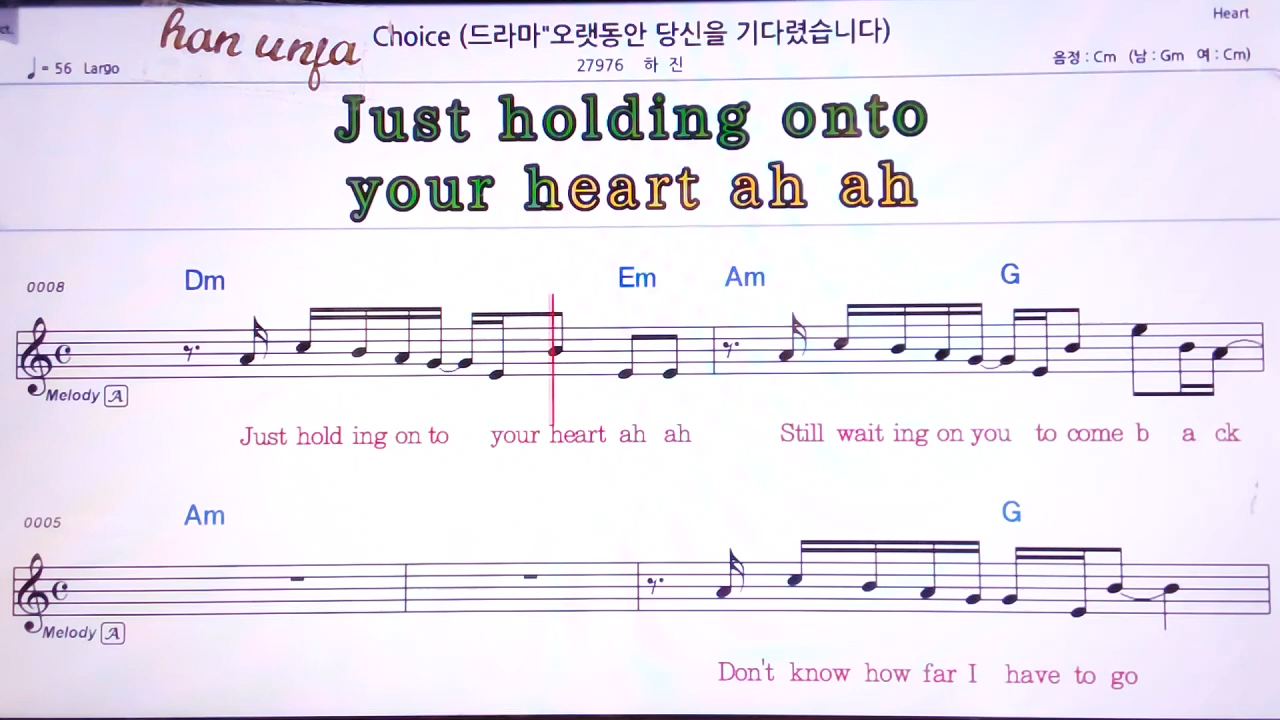 ct.
han unja
Choice (드라마"오랫동안 당신을 기다렸습니다)
Heart
♩= 56 Largo
27976 하 진
음정 : Cm (남 : Gm 여 : Cm)
Just holding onto
your heart ah ah
0008 Dm Em Am G
Melody A
Just hold ing on to your heart ah ah Still wait ing on you to come b a ck
0005 Am G
Melody A
Don't know how far I have to go